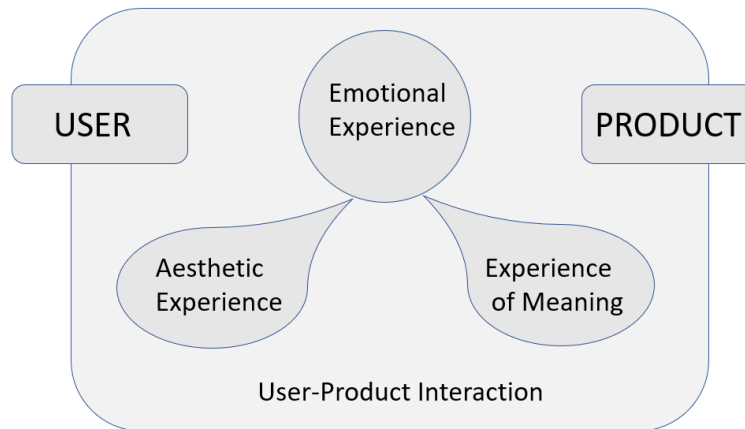 Emotional
Experience
USER
PRODUCT
Aesthetic
Experience
Experience
of Meaning
User-Product Interaction